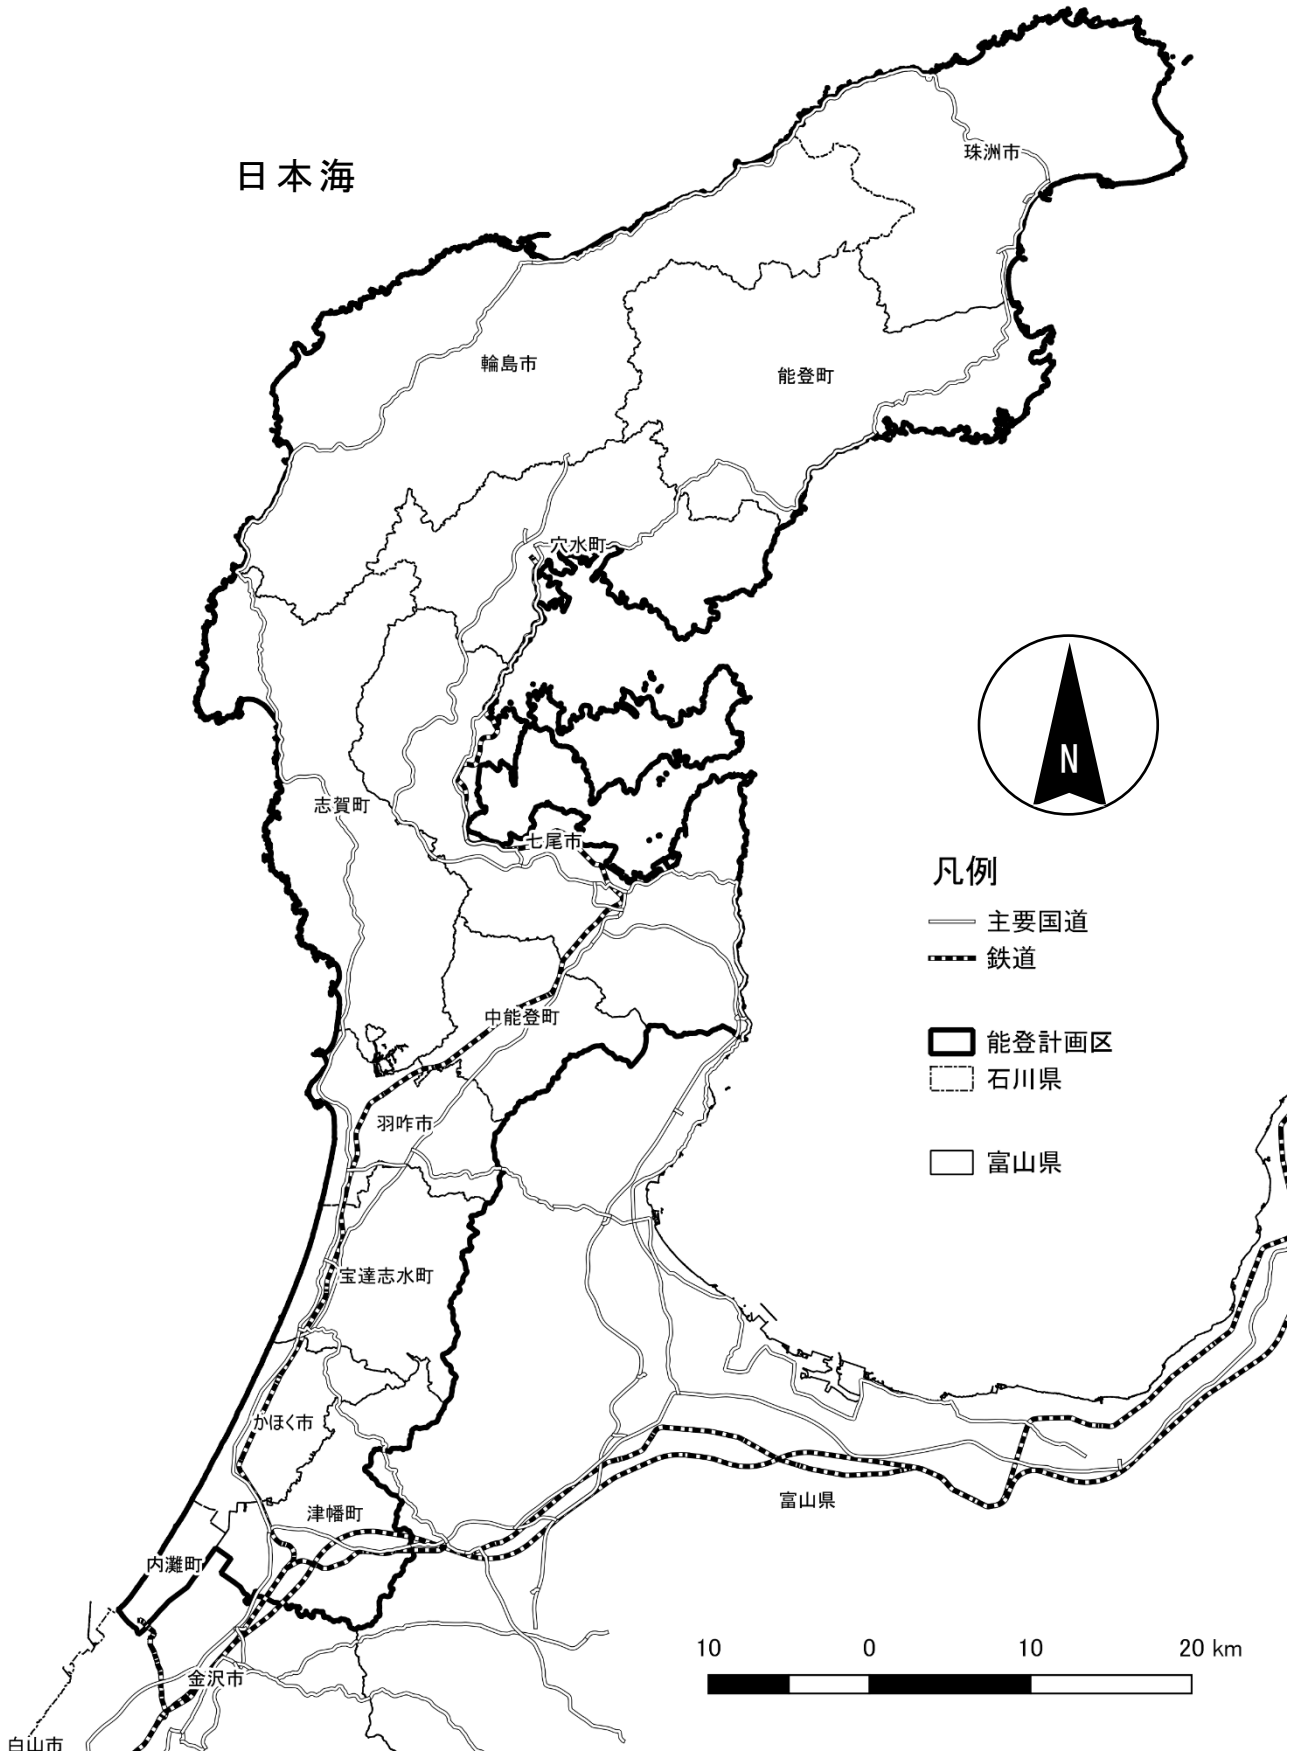 日本海
珠洲市
輪島市
能登町
穴水町
志賀町
七尾市
中能登町
羽咋市
宝達志水町
かほく市
津幡町
内灘町
金沢市
白山市
富山県
N
凡例
主要国道
鉄道
能登計画区
石川県
富山県
10 0 10 20 km